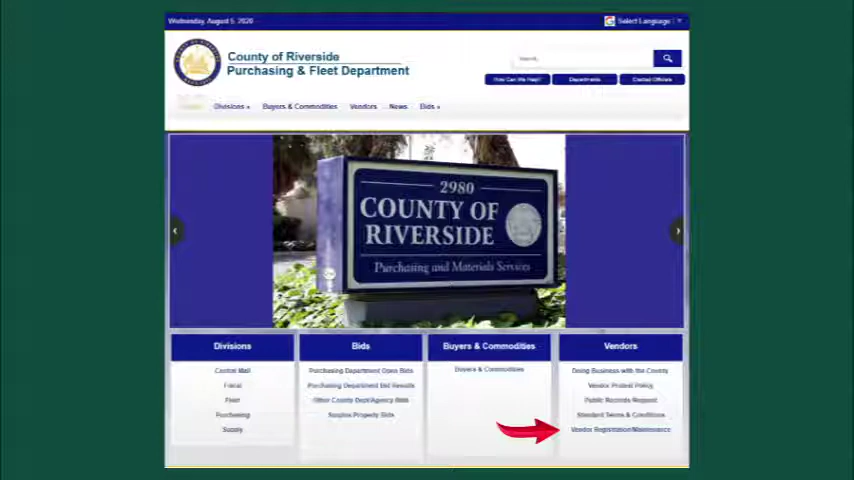 Wednesday, August 5, 2020
Select Language
County of Riverside
Purchasing & Fleet Department
Search
How Can We Help?
Departments
Elected Officials
Divisions
Buyers & Commodities
Vendors
News
Bids
2980
COUNTY OF
RIVERSIDE
Purchasing and Materials Services
Divisions
Central Mail
Fiscal
Fleet
Purchasing
Supply
Bids
Purchasing Department Open Bids
Purchasing Department Bid Results
Other County Dept/Agency Bids
Surplus Property Bids
Buyers & Commodities
Buyers & Commodities
Vendors
Doing Business with the County
Vendor Protest Policy
Public Records Request
Standard Terms & Conditions
Vendor Registration/Maintenance